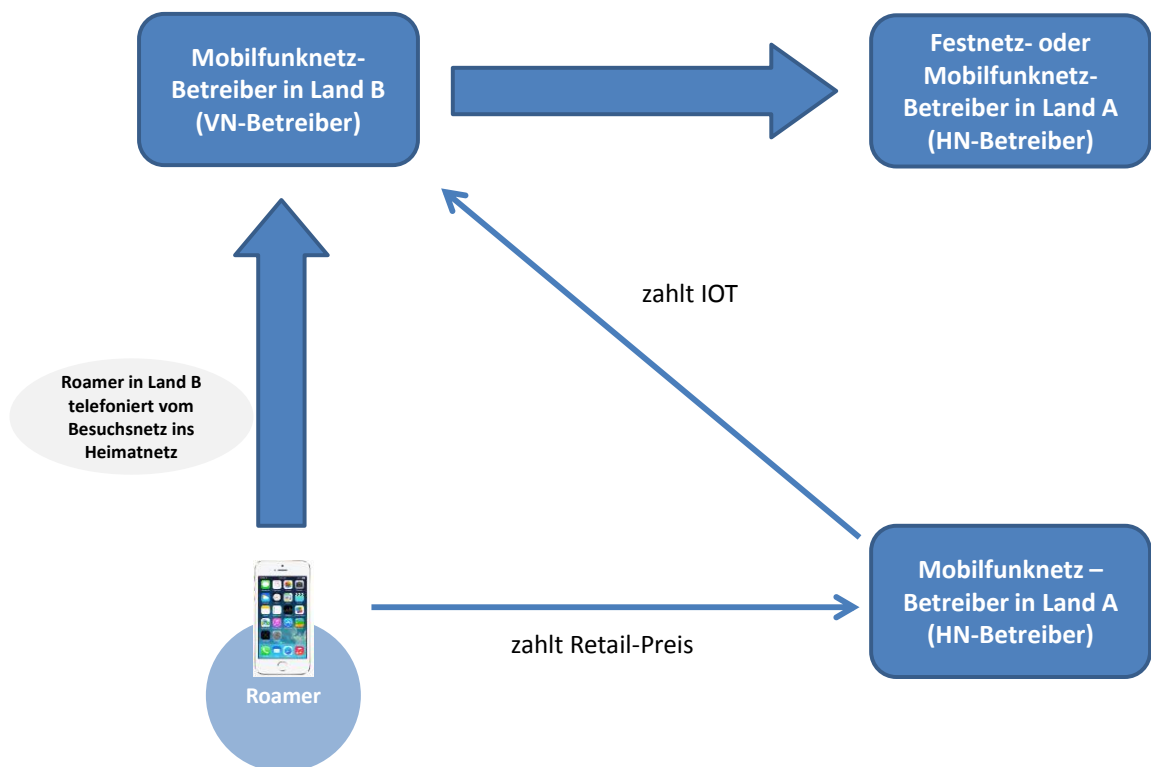 Mobilfunknetz-
Betreiber in Land B
(VN-Betreiber)
Festnetz- oder
Mobilfunknetz-
Betreiber in Land A
(HN-Betreiber)
zahlt IOT
Roamer in Land B
telefoniert vom
Besuchsnetz ins
Heimatnetz
Mobilfunknetz –
Betreiber in Land A
(HN-Betreiber)
zahlt Retail-Preis
Roamer